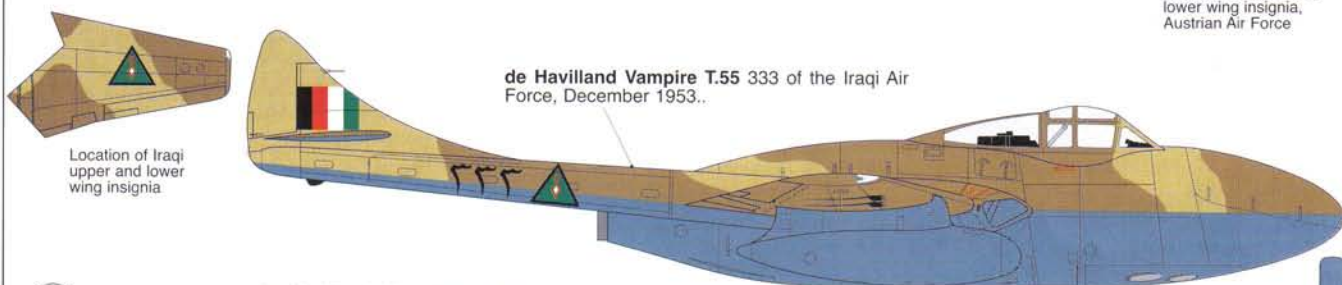 lower wing insignia,
Austrian Air Force
de Havilland Vampire T.55 333 of the Iraqi Air
Force, December 1953..
Location of Iraqi
upper and lower
wing insignia
٣٣٣